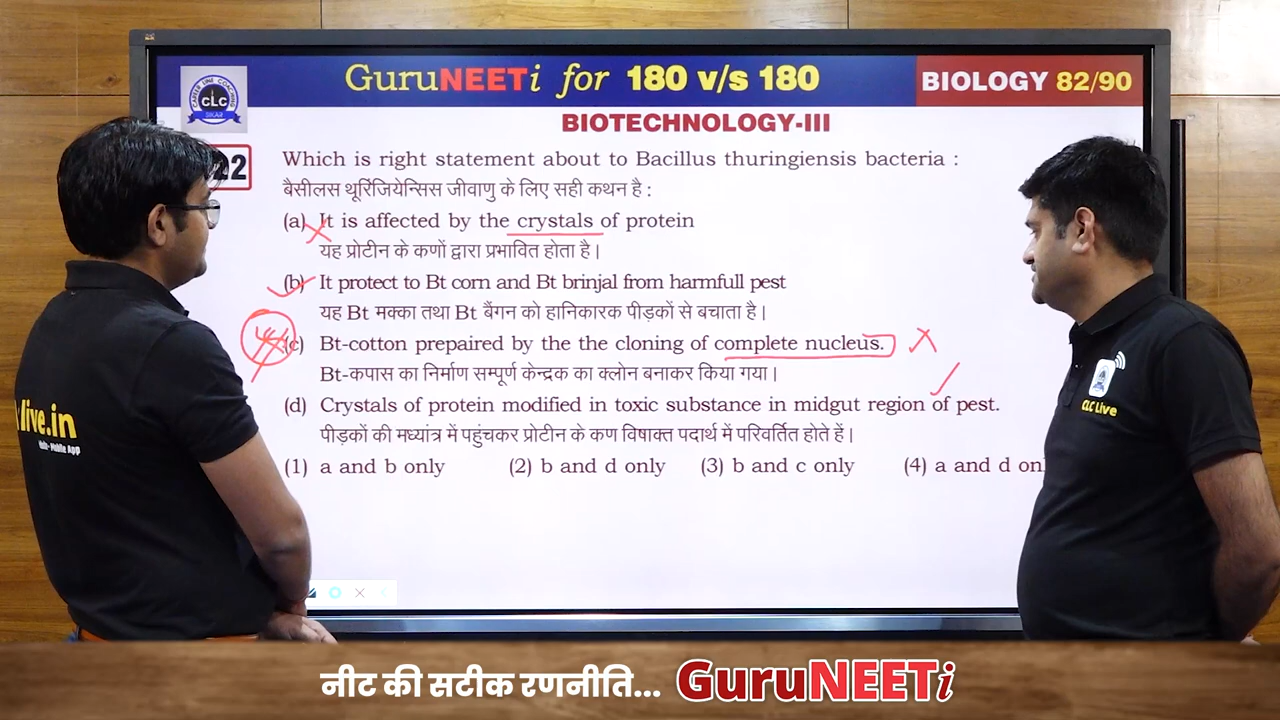 GuruNEETi for 180 v/s 180
BIOLOGY 82/90
CLC
SIKAR
BIOTECHNOLOGY-III
Which is right statement about to Bacillus thuringiensis bacteria :
बैसीलस थूरिंजियेन्सिस जीवाणु के लिए सही कथन है :
(a) It is affected by the crystals of protein
यह प्रोटीन के कणों द्वारा प्रभावित होता है।
(b) It protect to Bt corn and Bt brinjal from harmfull pest
यह Bt मक्का तथा Bt बैंगन को हानिकारक पीड़कों से बचाता है।
(c) Bt-cotton prepaired by the the cloning of complete nucleus.
Bt-कपास का निर्माण सम्पूर्ण केन्द्रक का क्लोन बनाकर किया गया।
(d) Crystals of protein modified in toxic substance in midgut region of pest.
पीड़कों की मध्यांत्र में पहुंचकर प्रोटीन के कण विषाक्त पदार्थ में परिवर्तित होते हें।
(1) a and b only (2) b and d only (3) b and c only (4) a and d onl
live.in
Mobile App
CLC Live
नीट की सटीक रणनीति... GuruNEETi